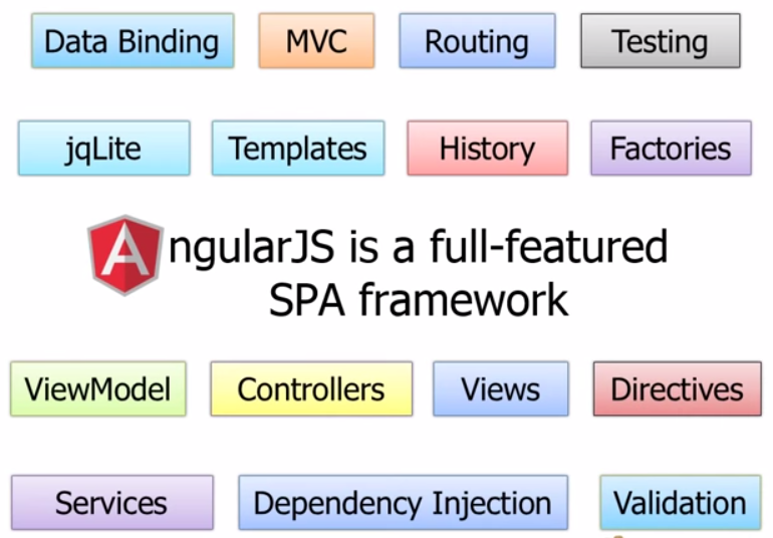 Data Binding MVC Routing Testing
jqLite Templates History Factories
AngularJS is a full-featured
SPA framework
ViewModel Controllers Views Directives
Services Dependency Injection Validation